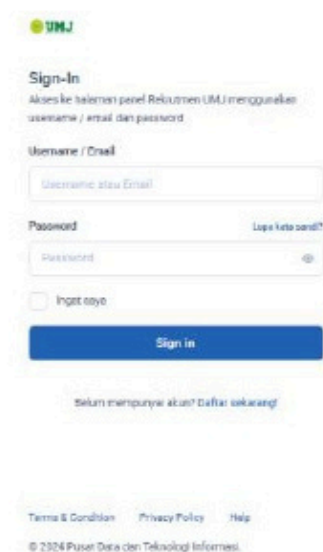 UMJ
Sign-In
Akses ke halaman panel Rekrutmen UMJ menggunakan
username / email dan password
Username / Email
Username atau Email
Password Lupa kata sandi?
Password
Ingat saya
Sign in
Belum mempunyai akun? Daftar sekarang!
Terms & Condition Privacy Policy Help
© 2024 Pusat Data dan Teknologi Informasi.